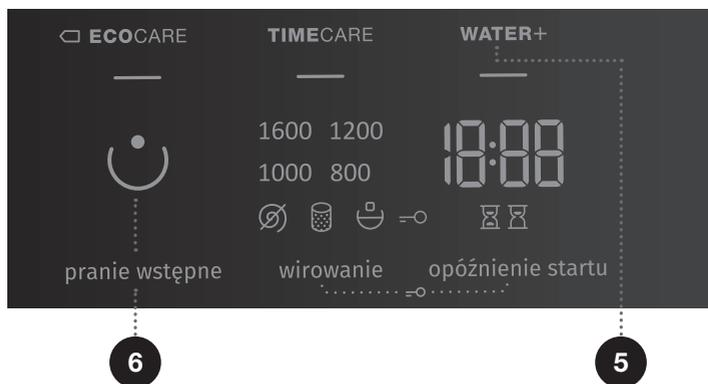 ECOCARE TIMECARE WATER+
1600 1200
1000 800
18:88
pranie wstępne wirowanie opóźnienie startu
6 5